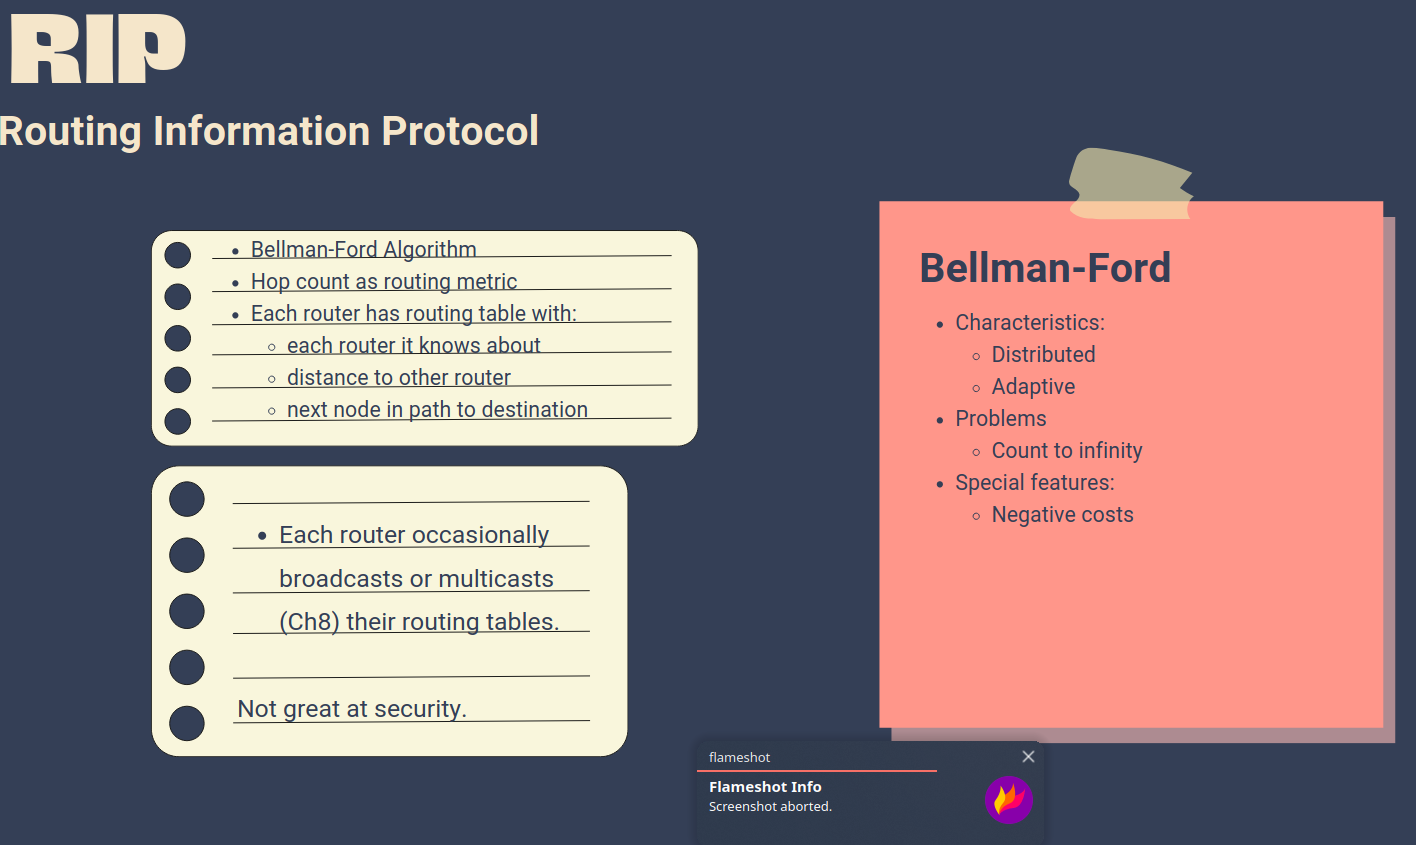 RIP
Routing Information Protocol
• Bellman-Ford Algorithm
• Hop count as routing metric
• Each router has routing table with:
◦ each router it knows about
◦ distance to other router
◦ next node in path to destination
• Each router occasionally
broadcasts or multicasts
(Ch8) their routing tables.
Not great at security.
Bellman-Ford
• Characteristics:
◦ Distributed
◦ Adaptive
• Problems
◦ Count to infinity
• Special features:
◦ Negative costs
flameshot
Flameshot Info
Screenshot aborted.